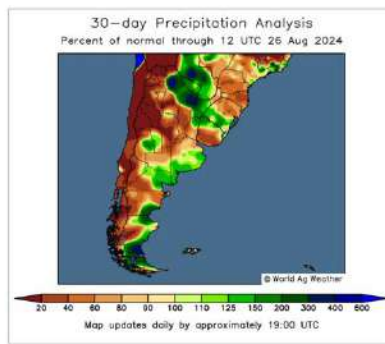 30-day Precipitation Analysis
Percent of normal through 12 UTC 26 Aug 2024
© World Ag Weather
20 40 60 80 90 100 110 125 150 200 300 400 600
Map updates daily by approximately 19:00 UTC